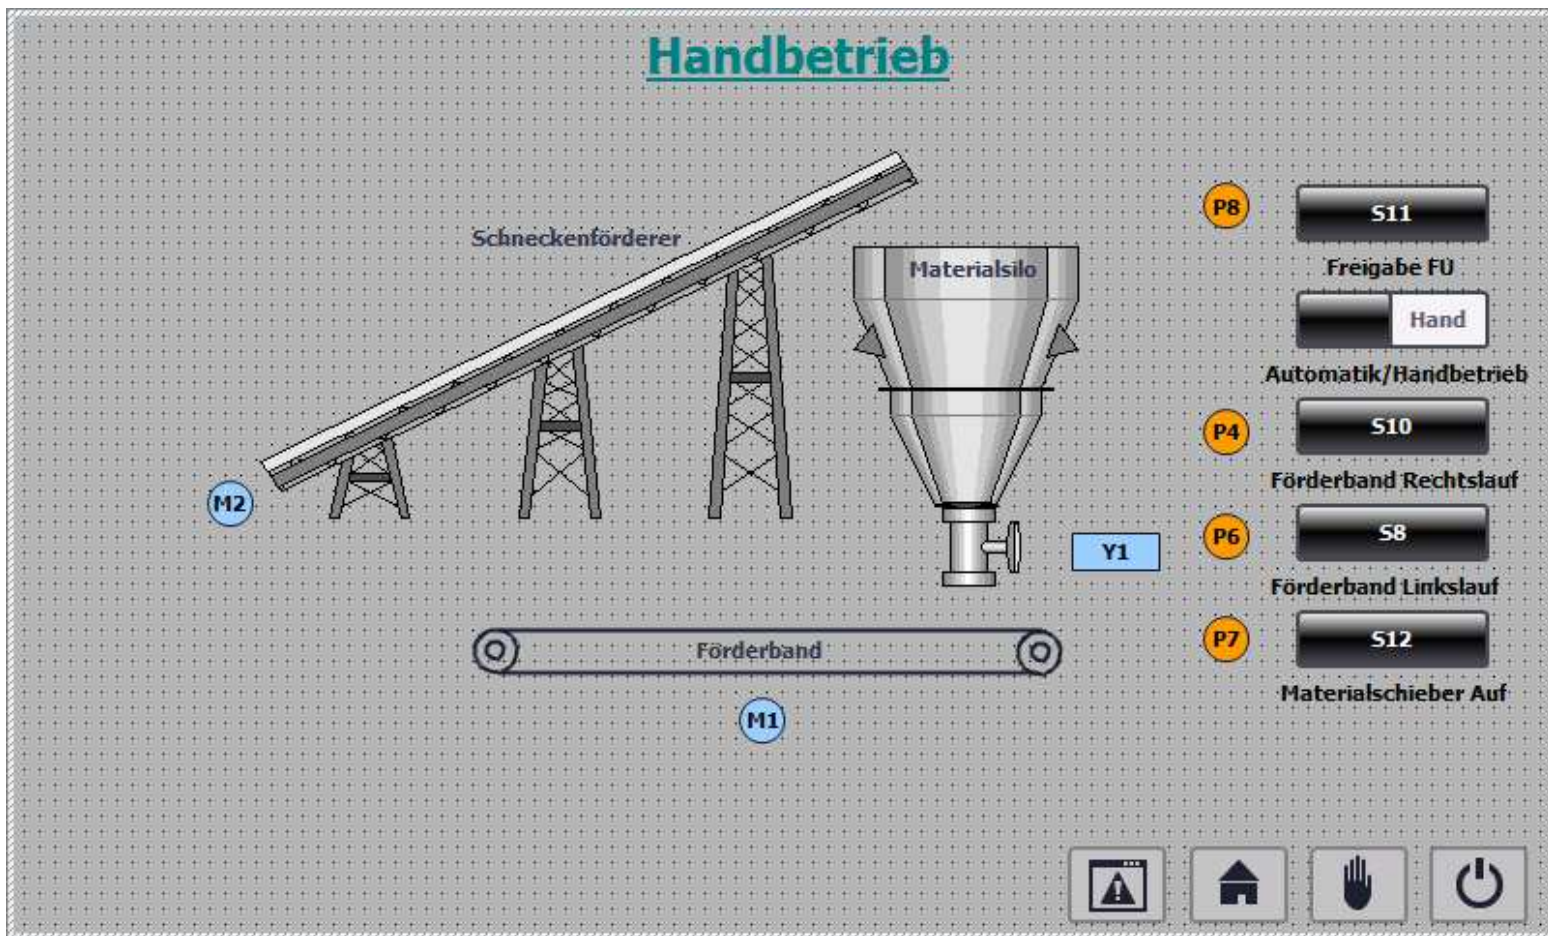 Handbetrieb
P8
S11
Schneckenförderer
Materialsilo
Freigabe FU
Hand
Automatik/Handbetrieb
P4
S10
Förderband Rechtslauf
M2
P6
S8
Y1
Förderband Linkslauf
P7
S12
Förderband
Materialschieber Auf
M1